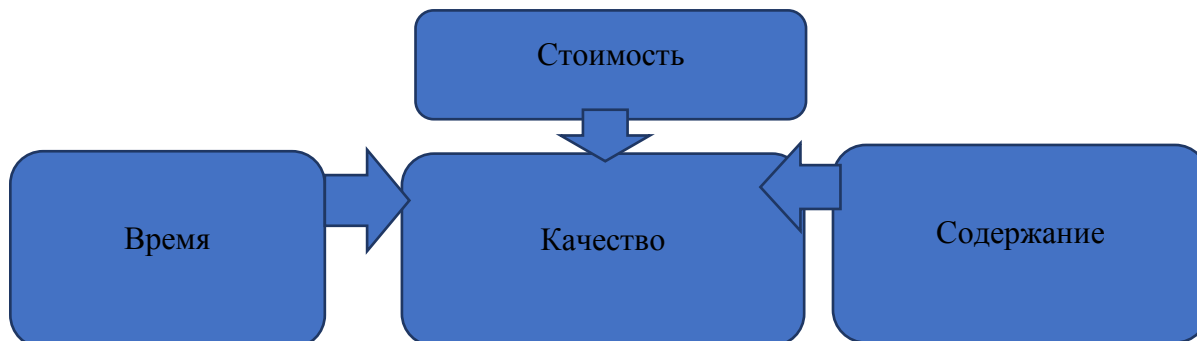 Стоимость
Время
Качество
Содержание